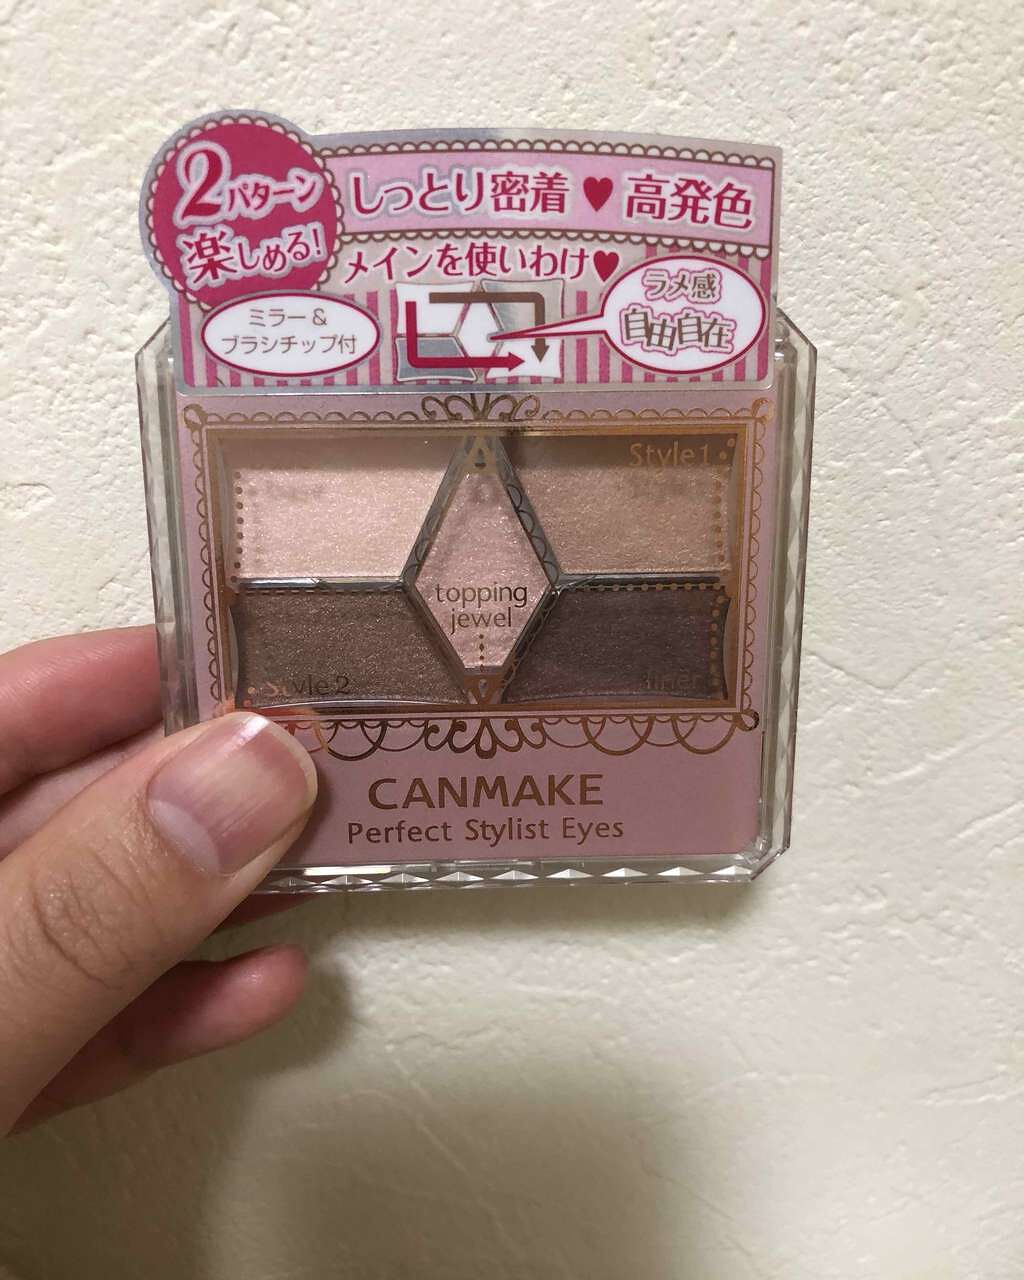 2パターン
楽しめる!
しっとり密着♥高発色
メインを使いわけ♥
ミラー&
ブラシチップ付
ラメ感
自由自在
Style1
topping
jewel
Style2
liner
CANMAKE
Perfect Stylist Eyes